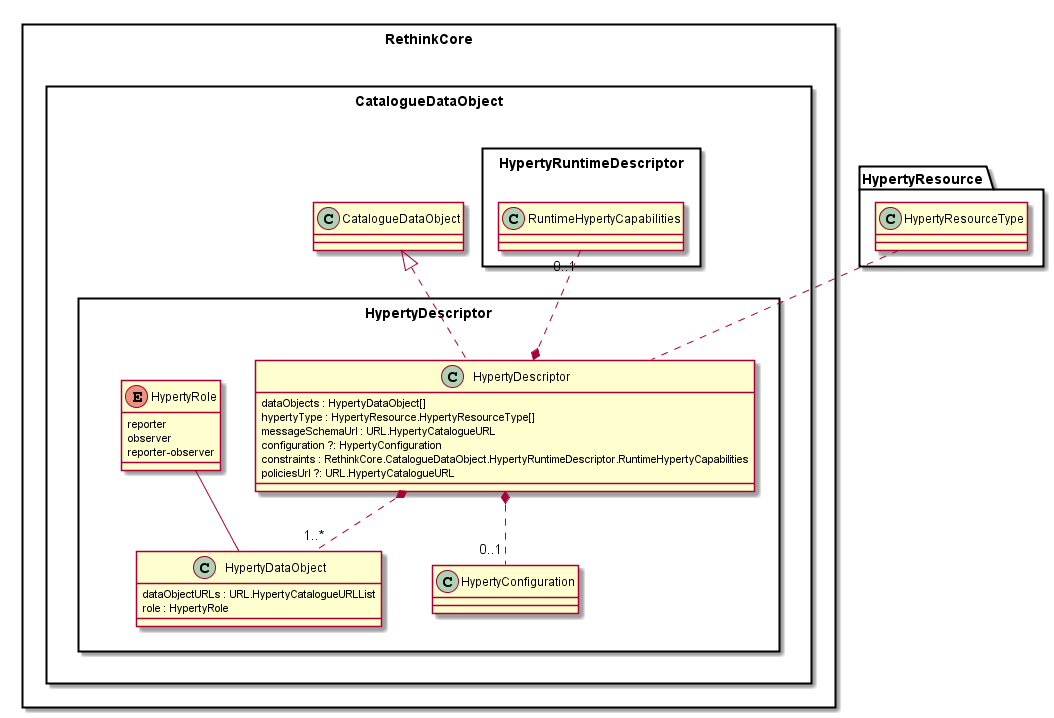 RethinkCore
CatalogueDataObject
HypertyRuntimeDescriptor
HypertyResource
C CatalogueDataObject
C RuntimeHypertyCapabilities
C HypertyResourceType
0..1
HypertyDescriptor
C HypertyDescriptor
dataObjects : HypertyDataObject[]
hypertyType : HypertyResource.HypertyResourceType[]
messageSchemaUrl : URL.HypertyCatalogueURL
configuration ?: HypertyConfiguration
constraints : RethinkCore.CatalogueDataObject.HypertyRuntimeDescriptor.RuntimeHypertyCapabilities
policiesUrl ?: URL.HypertyCatalogueURL
E HypertyRole
reporter
observer
reporter-observer
1..*
0..1
C HypertyDataObject
dataObjectURLs : URL.HypertyCatalogueURLList
role : HypertyRole
C HypertyConfiguration